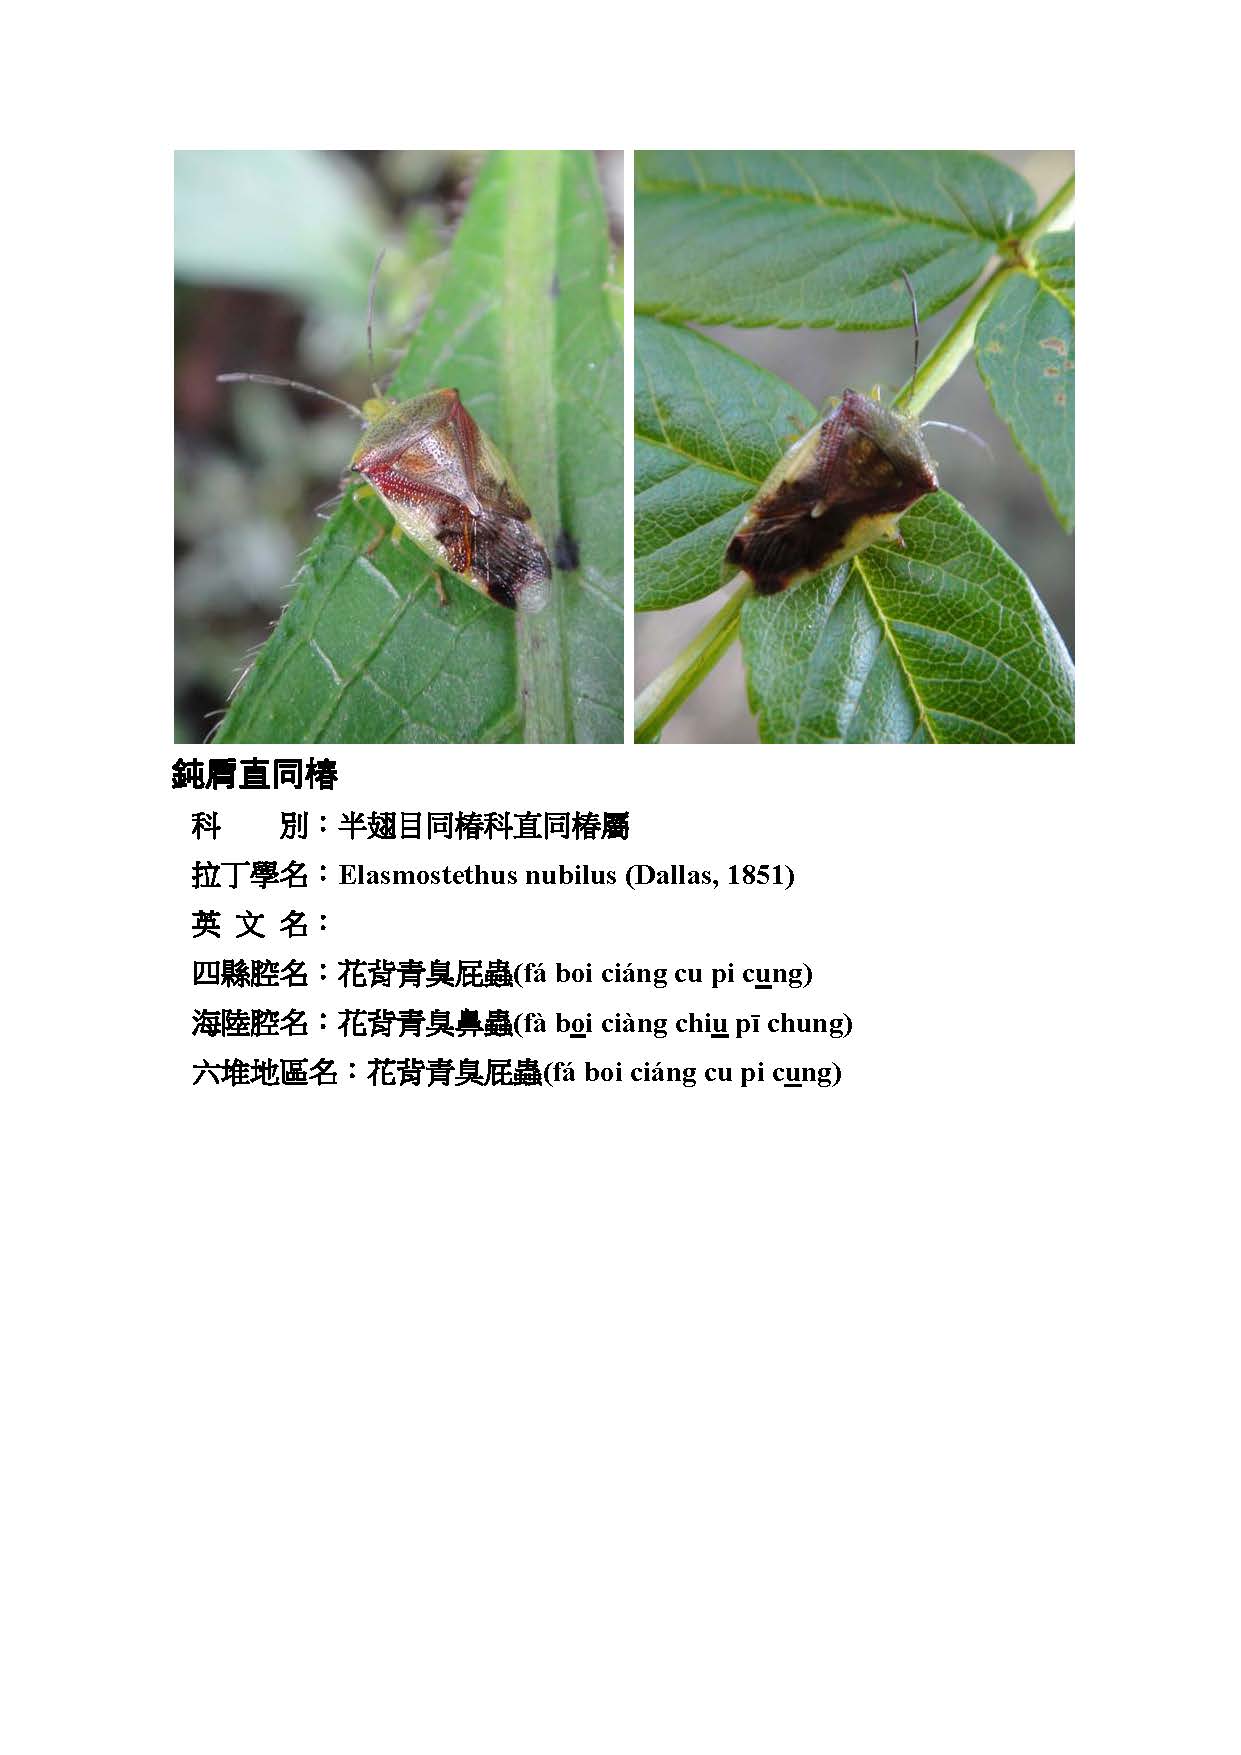 鈍肩直同椿
科　　別：半翅目同椿科直同椿屬
拉丁學名：Elasmostethus nubilus (Dallas, 1851)
英 文 名：
四縣腔名：花背青臭屁蟲(fá boi ciáng cu pi cung)
海陸腔名：花背青臭鼻蟲(fà boi ciàng chiu pī chung)
六堆地區名：花背青臭屁蟲(fá boi ciáng cu pi cung)